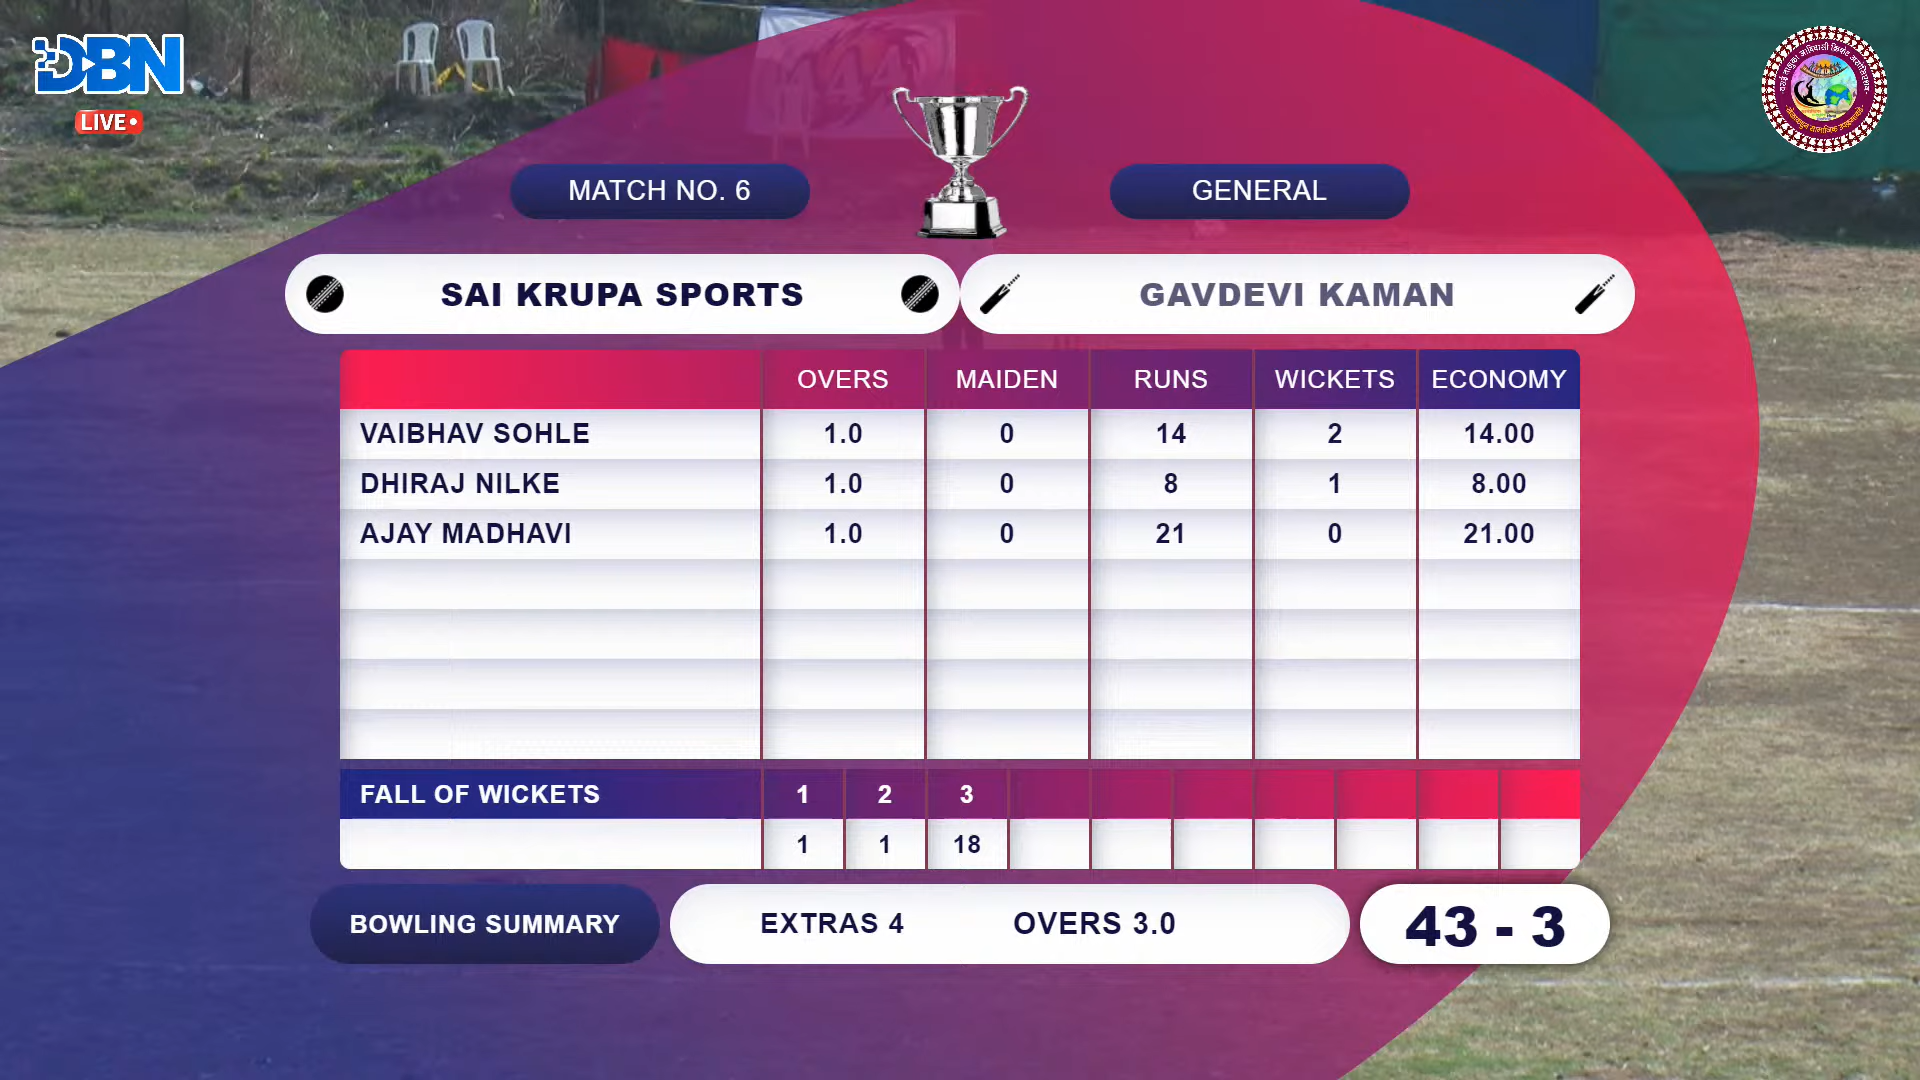 DBN
LIVE
MATCH NO. 6
GENERAL
SAI KRUPA SPORTS
GAVDEVI KAMAN
OVERS MAIDEN RUNS WICKETS ECONOMY
VAIBHAV SOHLE 1.0 0 14 2 14.00
DHIRAJ NILKE 1.0 0 8 1 8.00
AJAY MADHAVI 1.0 0 21 0 21.00
FALL OF WICKETS 1 2 3
1 1 18
BOWLING SUMMARY
EXTRAS 4 OVERS 3.0
43 - 3